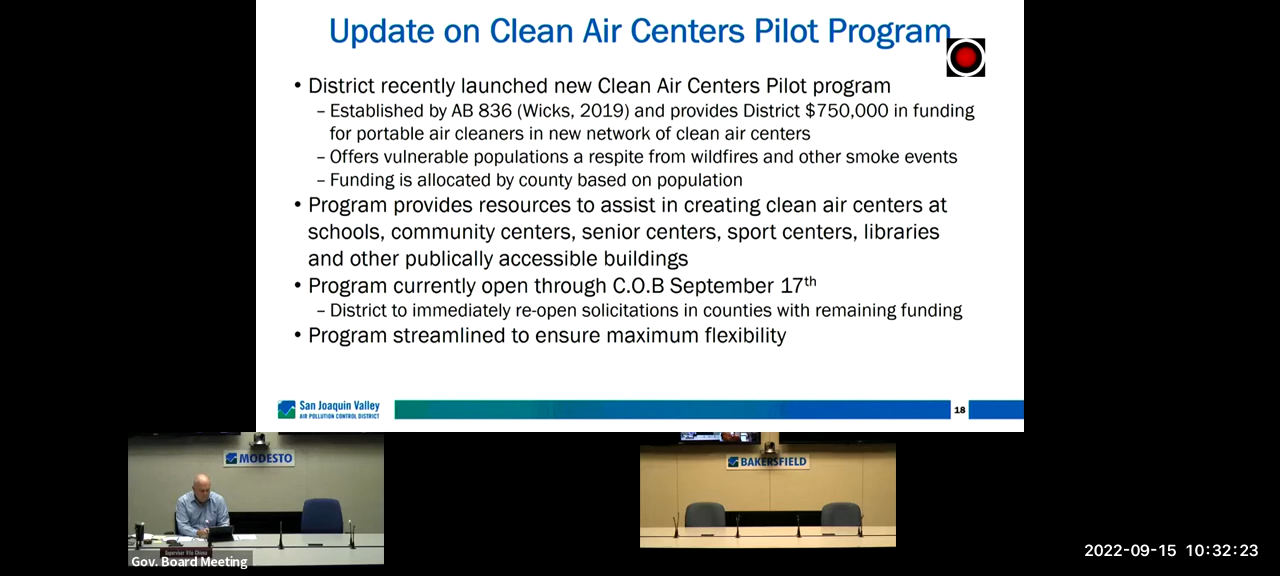 Update on Clean Air Centers Pilot Program
• District recently launched new Clean Air Centers Pilot program
– Established by AB 836 (Wicks, 2019) and provides District $750,000 in funding
for portable air cleaners in new network of clean air centers
– Offers vulnerable populations a respite from wildfires and other smoke events
– Funding is allocated by county based on population
• Program provides resources to assist in creating clean air centers at
schools, community centers, senior centers, sport centers, libraries
and other publically accessible buildings
• Program currently open through C.O.B September 17th
– District to immediately re-open solicitations in counties with remaining funding
• Program streamlined to ensure maximum flexibility
San Joaquin Valley
AIR POLLUTION CONTROL DISTRICT
18
MODESTO
BAKERSFIELD
Supervisor Vito Chiesa
Gov. Board Meeting
2022-09-15 10:32:23